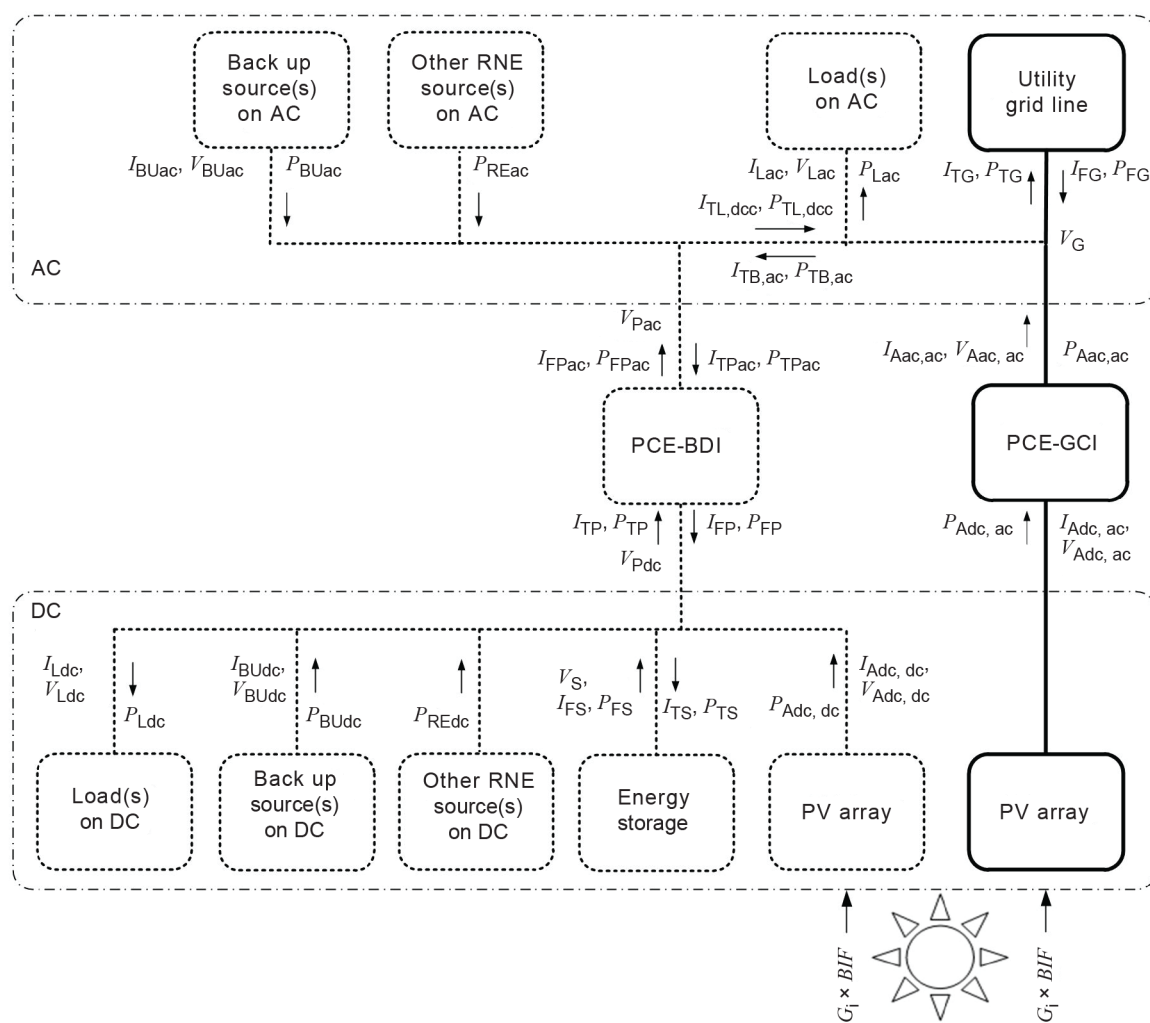 Back up
source(s)
on AC
Other RNE
source(s)
on AC
Load(s)
on AC
Utility
grid line
I_BUac, V_BUac
P_BUac
P_REac
I_Lac, V_Lac
P_Lac
I_TG, P_TG
I_FG, P_FG
I_TL,dcc, P_TL,dcc
V_G
AC
I_TB,ac, P_TB,ac
V_Pac
I_FPac, P_FPac
I_TPac, P_TPac
I_Aac,ac, V_Aac, ac
P_Aac,ac
PCE-BDI
PCE-GCI
I_TP, P_TP
I_FP, P_FP
V_Pdc
P_Adc, ac
I_Adc, ac,
V_Adc, ac
DC
I_Ldc,
V_Ldc
P_Ldc
I_BUdc,
V_BUdc
P_BUdc
P_REdc
V_S,
I_FS, P_FS
I_TS, P_TS
P_Adc, dc
I_Adc, dc,
V_Adc, dc
Load(s)
on DC
Back up
source(s)
on DC
Other RNE
source(s)
on DC
Energy
storage
PV array
PV array
G_i × BIF
G_i × BIF